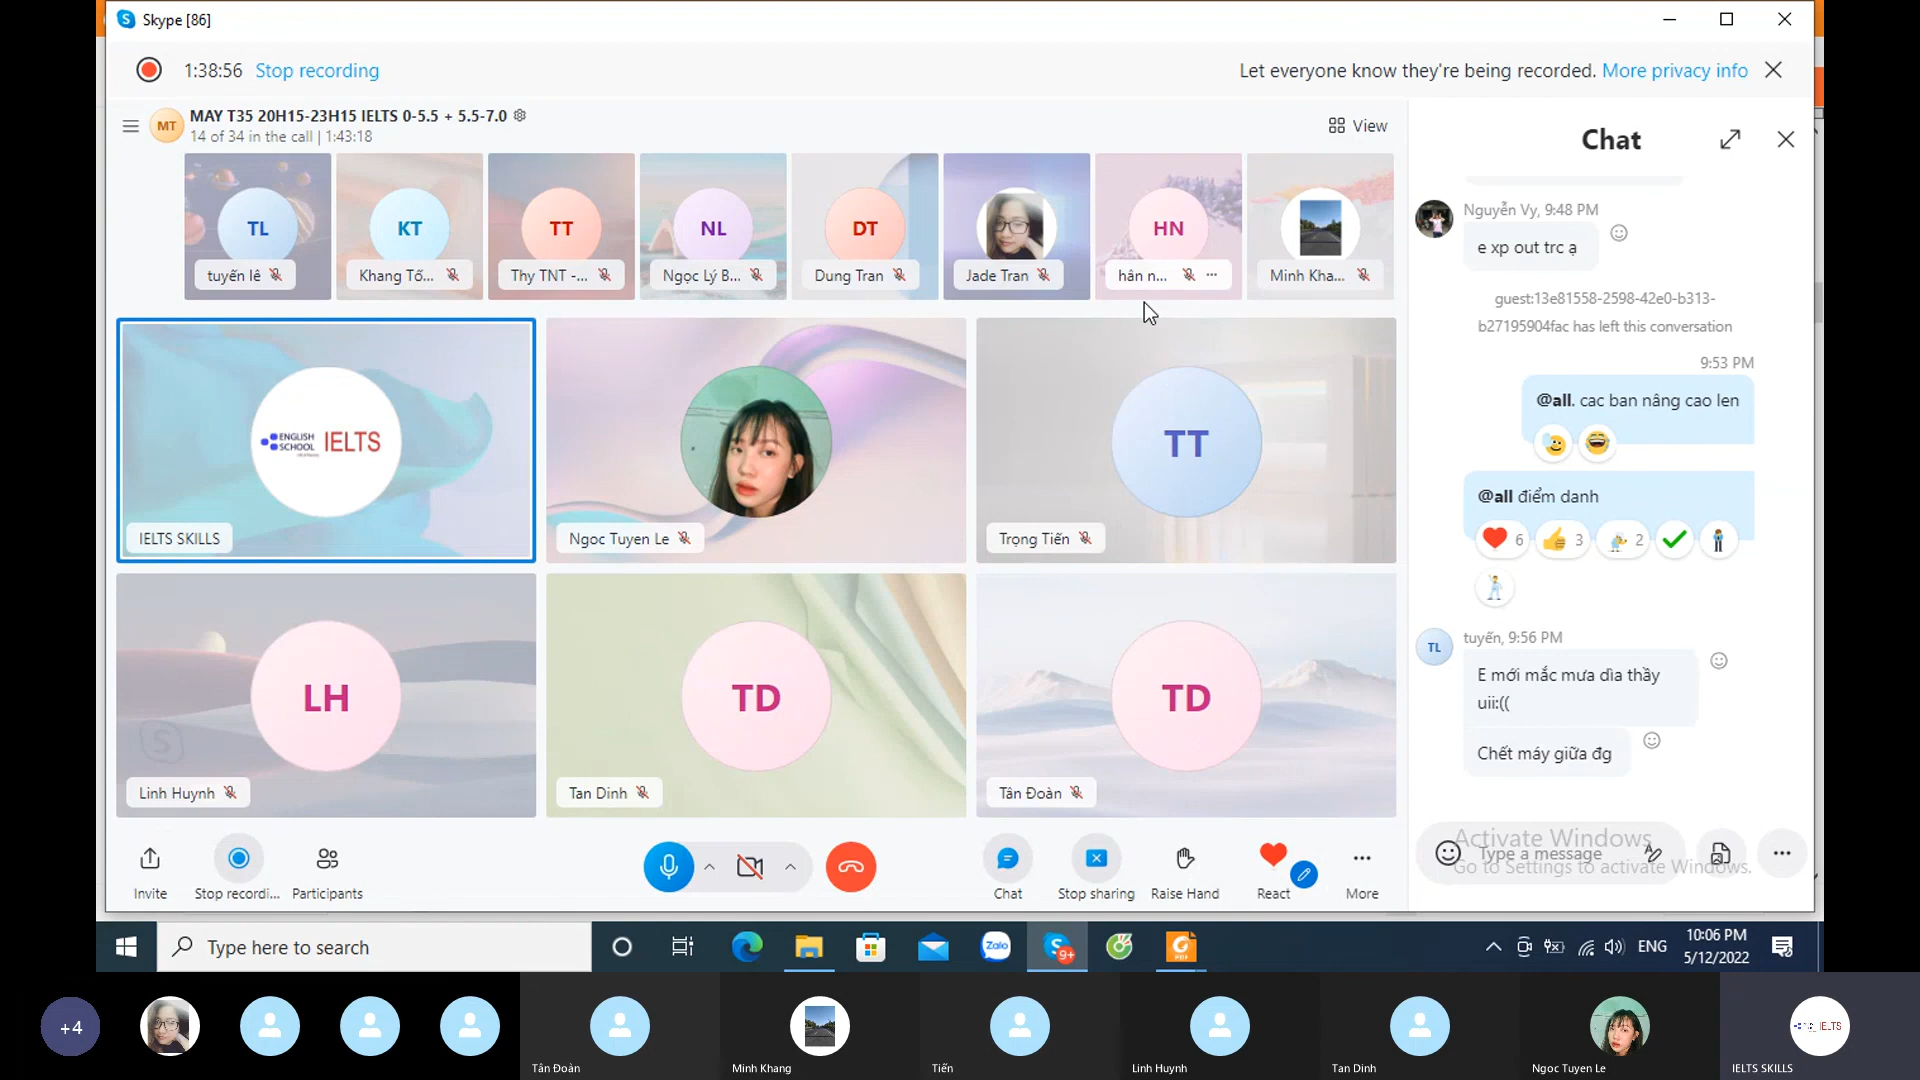 Skype [86]
1:38:56 Stop recording
Let everyone know they're being recorded. More privacy info
MT
MAY T35 20H15-23H15 IELTS 0-5.5 + 5.5-7.0
14 of 34 in the call | 1:43:18
View
TL
KT
TT
NL
DT
HN
tuyến lê
Khang Tố...
Thy TNT -...
Ngọc Lý B...
Dung Tran
Jade Tran
hân n...
Minh Kha...
ENGLISH SCHOOL IELTS
IELTS SKILLS
Ngoc Tuyen Le
TT
Trọng Tiến
LH
Linh Huynh
TD
Tan Dinh
TD
Tân Đoàn
Chat
Nguyễn Vy, 9:48 PM
e xp out trc ạ
guest:13e81558-2598-42e0-b313-
b27195904fac has left this conversation
9:53 PM
@all. cac ban nâng cao len
@all điểm danh
6
3
2
TL
tuyến, 9:56 PM
E mới mắc mưa dìa thầy
uii:((
Chết máy giữa đg
Type a message
Activate Windows
Go to Settings to activate Windows.
Invite
Stop recordi...
Participants
Chat
Stop sharing
Raise Hand
React
More
Type here to search
Zalo
9+
ENG
10:06 PM
5/12/2022
+4
Tân Đoàn
Minh Khang
Tiến
Linh Huynh
Tan Dinh
Ngoc Tuyen Le
IELTS
IELTS SKILLS